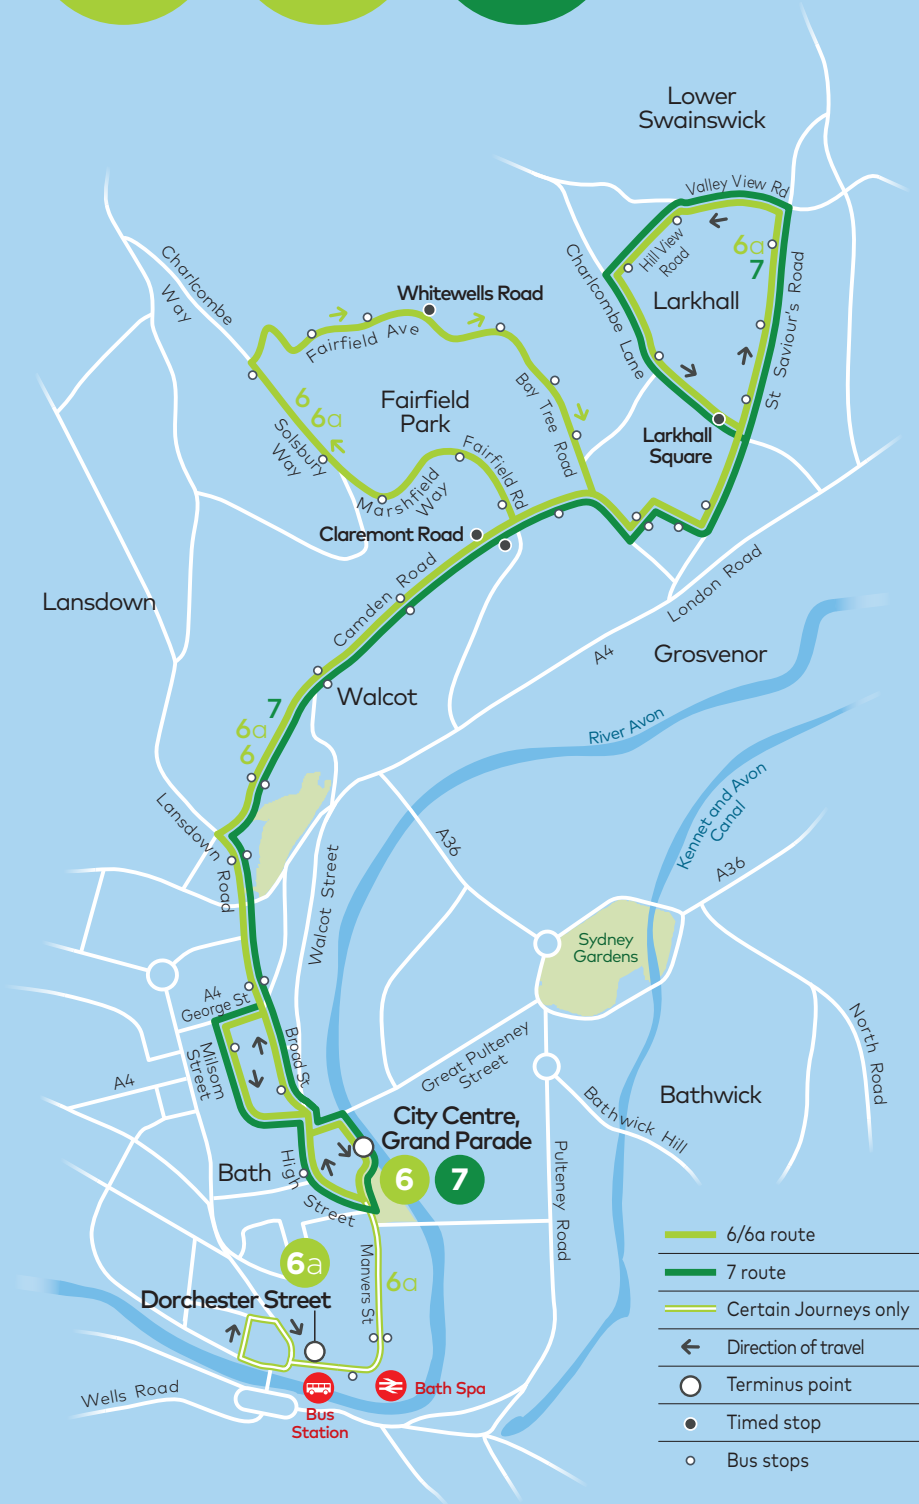 Lower
Swainswick
Valley View Rd
6a
7
Hill View
Road
Larkhall
Charlcombe Lane
St Saviour's Road
Larkhall
Square
Charlcombe
Way
Whitewells Road
Fairfield Ave
Fairfield
Park
6
6a
Solsbury
Way
Bay Tree Road
Marshfield
Way
Fairfield Rd
Claremont Road
Camden Road
Lansdown
London Road
A4
Grosvenor
Walcot
7
6a
6
River Avon
Kennet and Avon
Canal
Lansdown Road
Walcot Street
A36
A36
Sydney
Gardens
A4
George St
Milsom
Street
Broad St
A4
Great Pulteney
Street
North Road
Bathwick
Bathwick Hill
City Centre,
Grand Parade
6
7
Bath
High Street
Pulteney Road
6a
Manvers St
6a
Dorchester Street
Wells Road
Bus
Station
Bath Spa
6/6a route
7 route
Certain Journeys only
Direction of travel
Terminus point
Timed stop
Bus stops